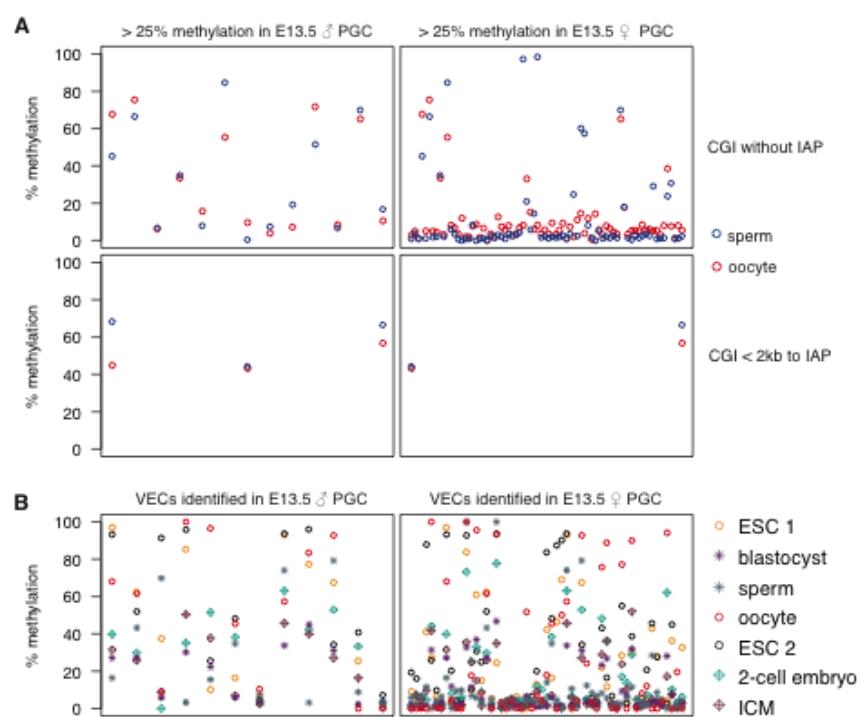 A
> 25% methylation in E13.5 ♂ PGC
> 25% methylation in E13.5 ♀ PGC
100
80
60
40
20
0
% methylation
CGI without IAP
sperm
oocyte
100
80
60
40
20
0
% methylation
CGI < 2kb to IAP
B
VECs identified in E13.5 ♂ PGC
VECs identified in E13.5 ♀ PGC
100
80
60
40
20
0
% methylation
ESC 1
blastocyst
sperm
oocyte
ESC 2
2-cell embryo
ICM